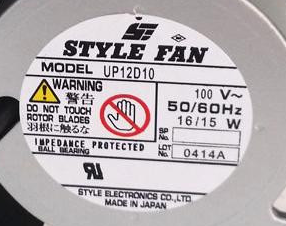 STYLE FAN
MODEL UP12D10
WARNING
警告
DO NOT TOUCH
ROTOR BLADES
羽根に触るな
100 V~
50/60Hz
16/15 W
SP
No.
LOT
No. 0414A
IMPEDANCE PROTECTED
BALL BEARING
STYLE ELECTRONICS CO.,LTD.
MADE IN JAPAN